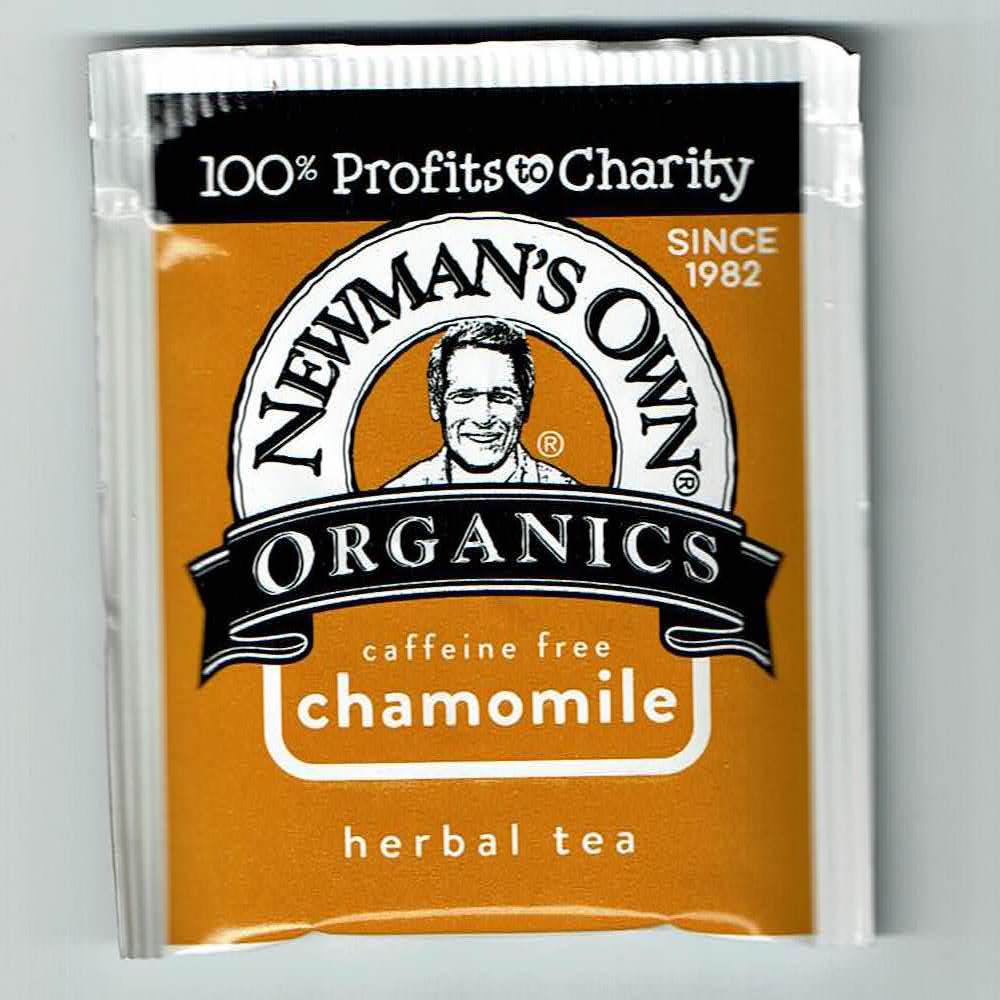 100% Profits to Charity
SINCE
1982
NEWMAN'S OWN®
®
ORGANICS
caffeine free
chamomile
herbal tea